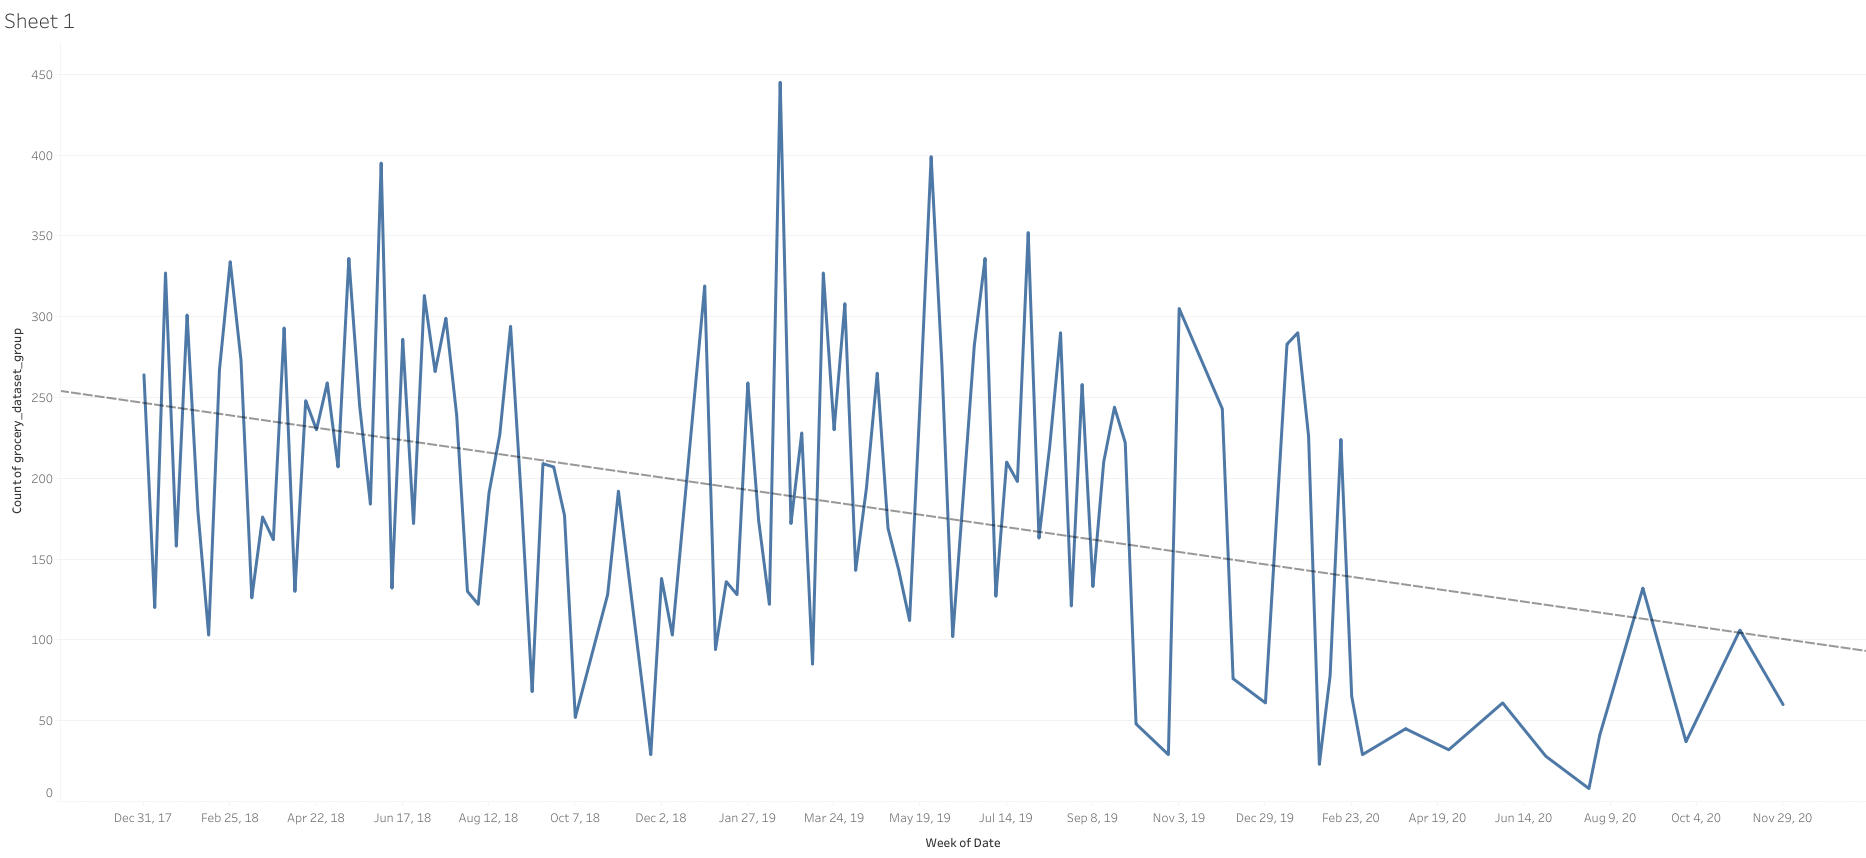 Sheet 1
450
400
350
300
250
200
150
100
50
0
Count of grocery_dataset_group
Dec 31, 17 Feb 25, 18 Apr 22, 18 Jun 17, 18 Aug 12, 18 Oct 7, 18 Dec 2, 18 Jan 27, 19 Mar 24, 19 May 19, 19 Jul 14, 19 Sep 8, 19 Nov 3, 19 Dec 29, 19 Feb 23, 20 Apr 19, 20 Jun 14, 20 Aug 9, 20 Oct 4, 20 Nov 29, 20
Week of Date